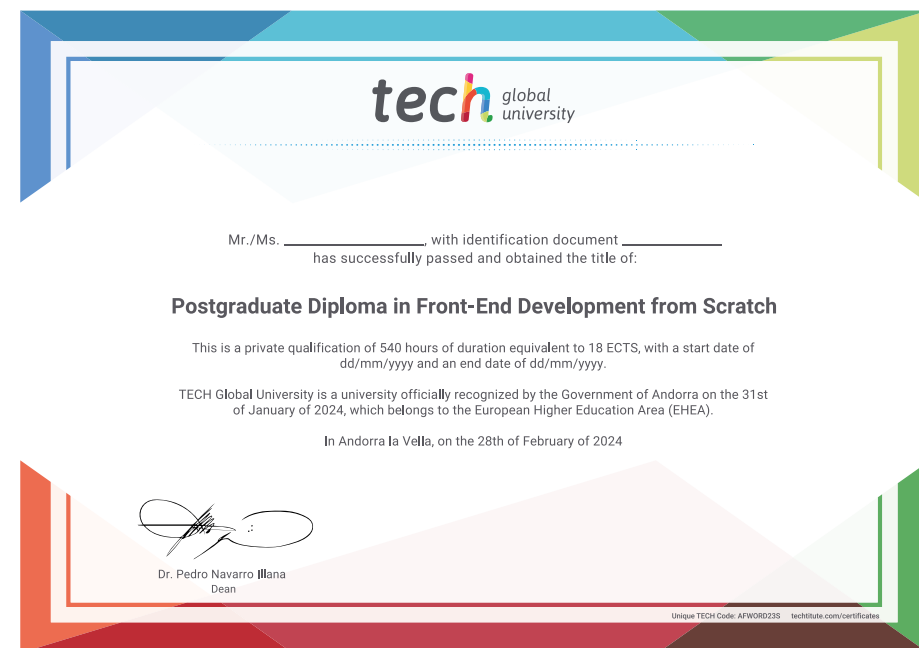 tech global university
Mr./Ms. ____________________, with identification document ______________
has successfully passed and obtained the title of:
Postgraduate Diploma in Front-End Development from Scratch
This is a private qualification of 540 hours of duration equivalent to 18 ECTS, with a start date of
dd/mm/yyyy and an end date of dd/mm/yyyy.
TECH Global University is a university officially recognized by the Government of Andorra on the 31st
of January of 2024, which belongs to the European Higher Education Area (EHEA).
In Andorra la Vella, on the 28th of February of 2024
Dr. Pedro Navarro Illana
Dean
Unique TECH Code: AFWORD23S techtitute.com/certificates